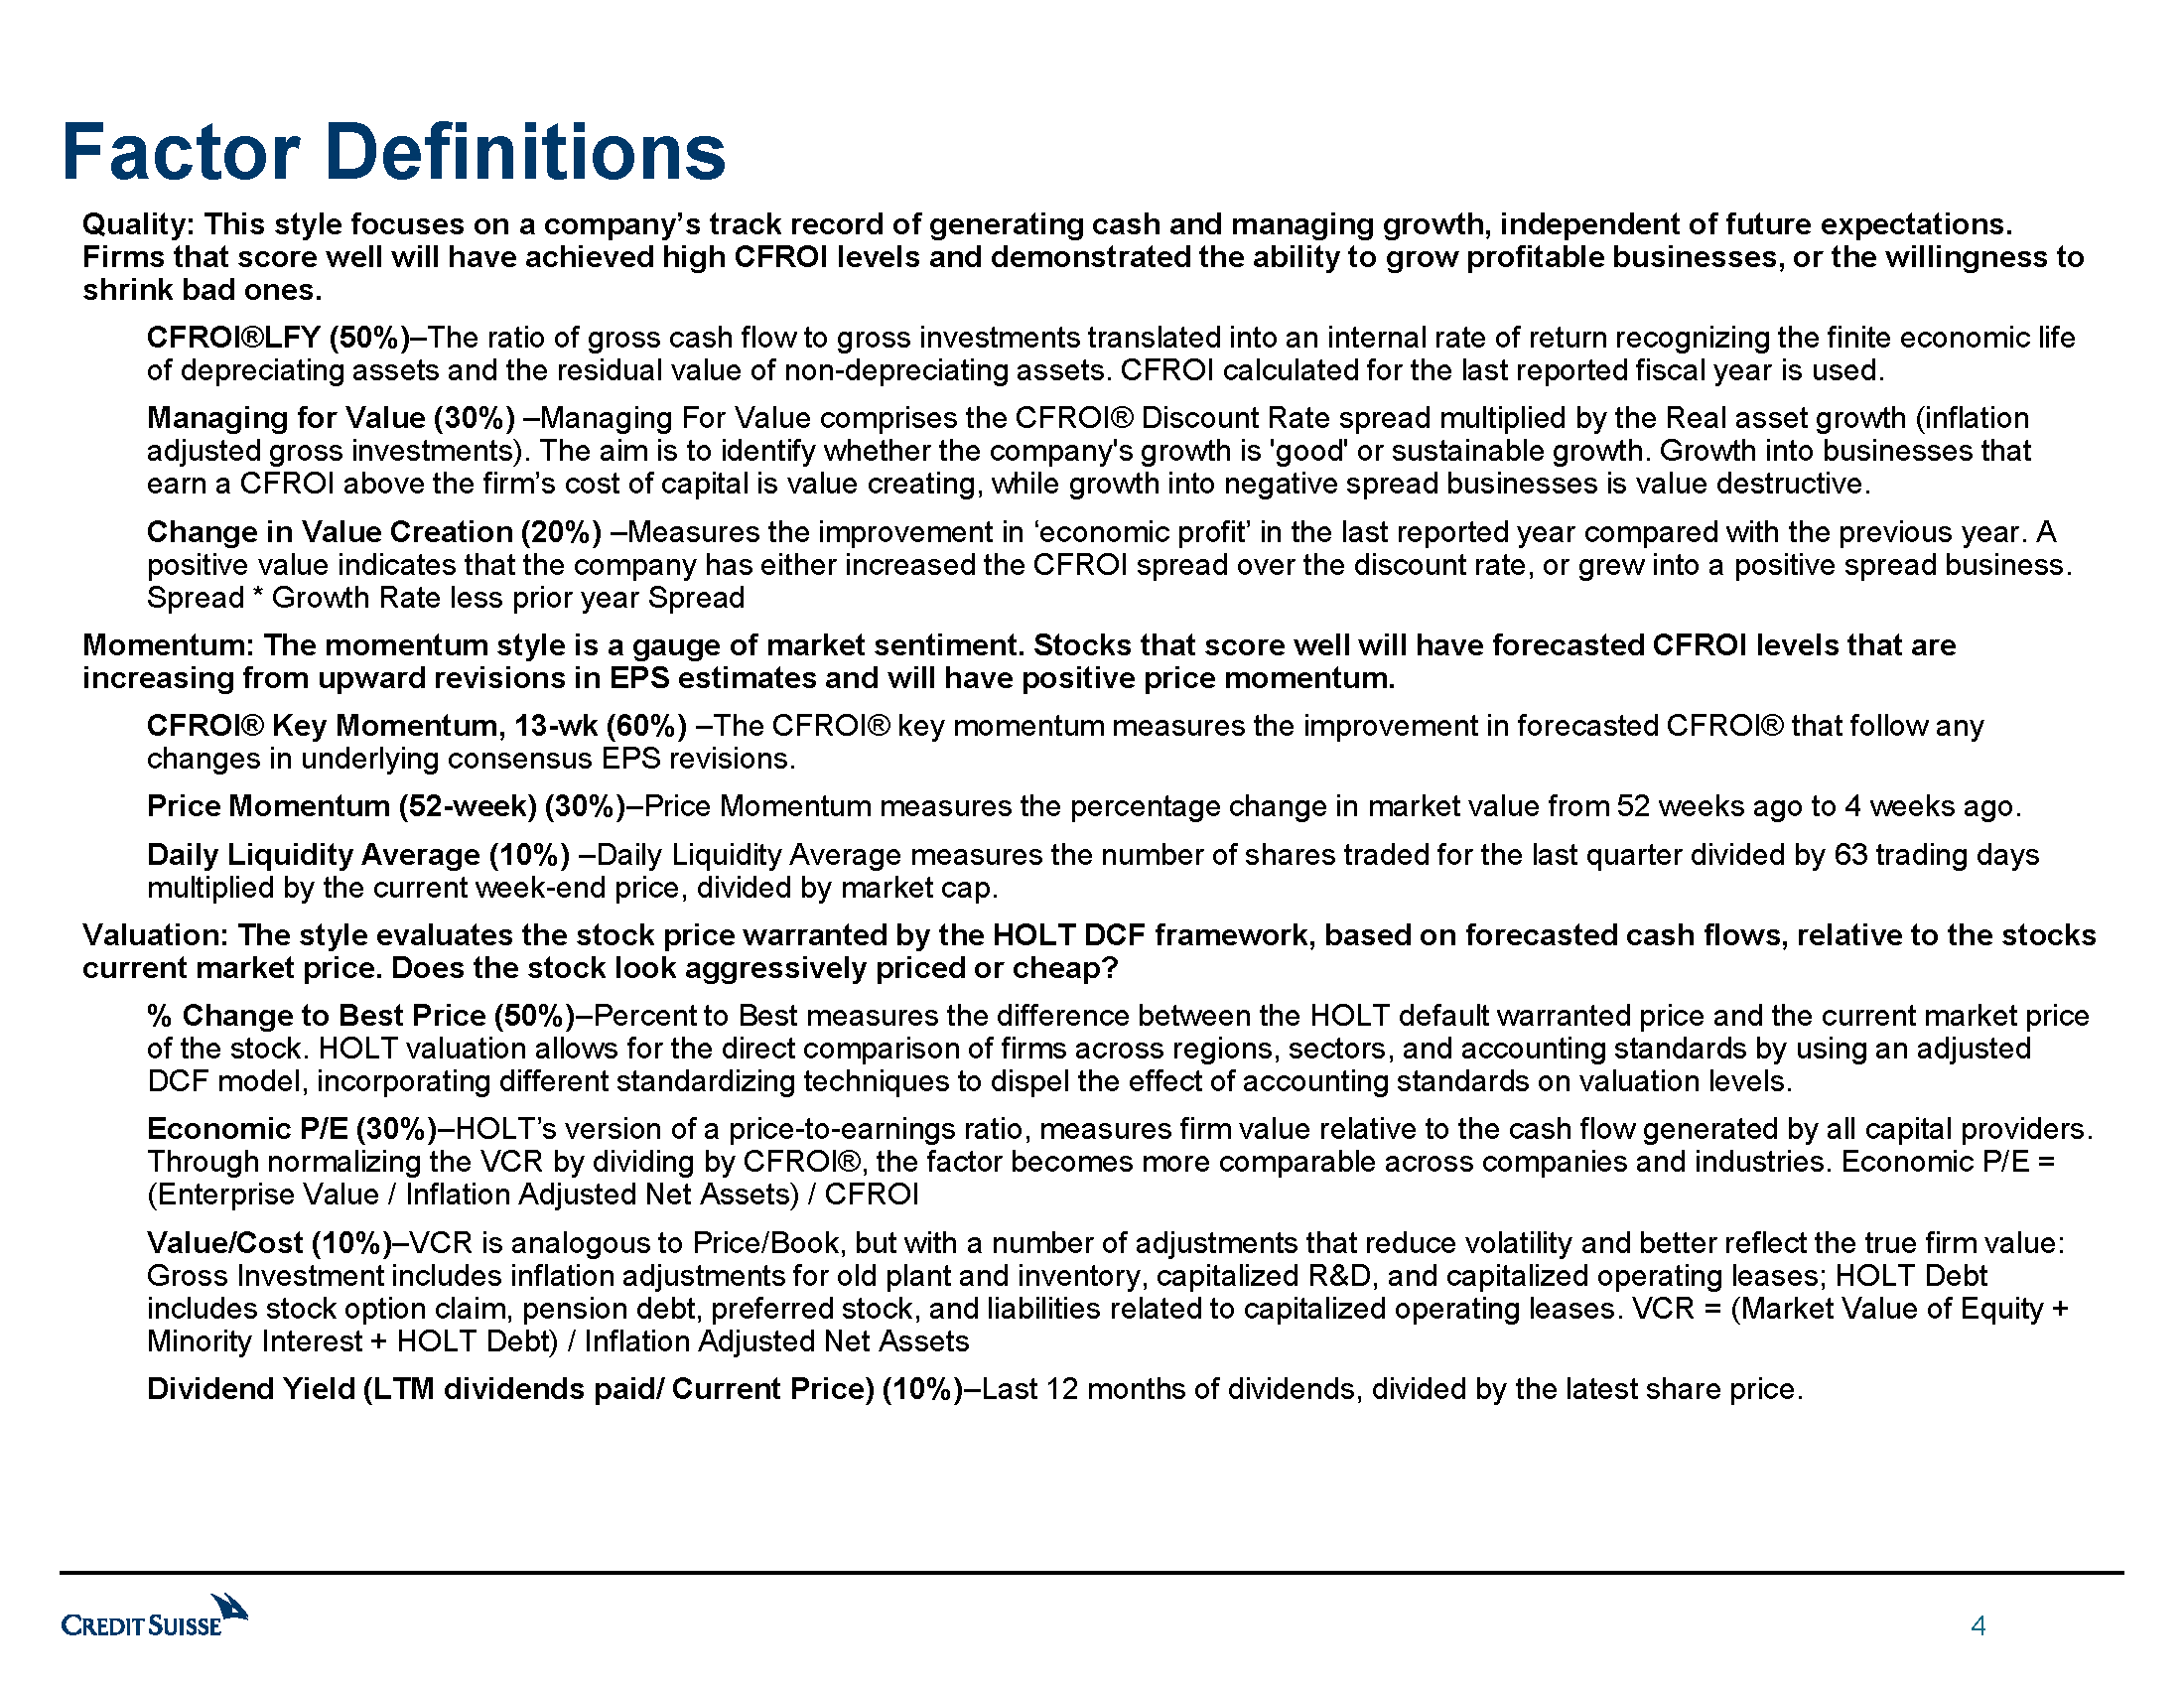 Factor Definitions
Quality: This style focuses on a company’s track record of generating cash and managing growth, independent of future expectations.
Firms that score well will have achieved high CFROI levels and demonstrated the ability to grow profitable businesses, or the willingness to
shrink bad ones.
CFROI®LFY (50%)–The ratio of gross cash flow to gross investments translated into an internal rate of return recognizing the finite economic life
of depreciating assets and the residual value of non-depreciating assets. CFROI calculated for the last reported fiscal year is used.
Managing for Value (30%) –Managing For Value comprises the CFROI® Discount Rate spread multiplied by the Real asset growth (inflation
adjusted gross investments). The aim is to identify whether the company's growth is 'good' or sustainable growth. Growth into businesses that
earn a CFROI above the firm’s cost of capital is value creating, while growth into negative spread businesses is value destructive.
Change in Value Creation (20%) –Measures the improvement in ‘economic profit’ in the last reported year compared with the previous year. A
positive value indicates that the company has either increased the CFROI spread over the discount rate, or grew into a positive spread business.
Spread * Growth Rate less prior year Spread
Momentum: The momentum style is a gauge of market sentiment. Stocks that score well will have forecasted CFROI levels that are
increasing from upward revisions in EPS estimates and will have positive price momentum.
CFROI® Key Momentum, 13-wk (60%) –The CFROI® key momentum measures the improvement in forecasted CFROI® that follow any
changes in underlying consensus EPS revisions.
Price Momentum (52-week) (30%)–Price Momentum measures the percentage change in market value from 52 weeks ago to 4 weeks ago.
Daily Liquidity Average (10%) –Daily Liquidity Average measures the number of shares traded for the last quarter divided by 63 trading days
multiplied by the current week-end price, divided by market cap.
Valuation: The style evaluates the stock price warranted by the HOLT DCF framework, based on forecasted cash flows, relative to the stocks
current market price. Does the stock look aggressively priced or cheap?
% Change to Best Price (50%)–Percent to Best measures the difference between the HOLT default warranted price and the current market price
of the stock. HOLT valuation allows for the direct comparison of firms across regions, sectors, and accounting standards by using an adjusted
DCF model, incorporating different standardizing techniques to dispel the effect of accounting standards on valuation levels.
Economic P/E (30%)–HOLT’s version of a price-to-earnings ratio, measures firm value relative to the cash flow generated by all capital providers.
Through normalizing the VCR by dividing by CFROI®, the factor becomes more comparable across companies and industries. Economic P/E =
(Enterprise Value / Inflation Adjusted Net Assets) / CFROI
Value/Cost (10%)–VCR is analogous to Price/Book, but with a number of adjustments that reduce volatility and better reflect the true firm value:
Gross Investment includes inflation adjustments for old plant and inventory, capitalized R&D, and capitalized operating leases; HOLT Debt
includes stock option claim, pension debt, preferred stock, and liabilities related to capitalized operating leases. VCR = (Market Value of Equity +
Minority Interest + HOLT Debt) / Inflation Adjusted Net Assets
Dividend Yield (LTM dividends paid/ Current Price) (10%)–Last 12 months of dividends, divided by the latest share price.
CREDIT SUISSE
4